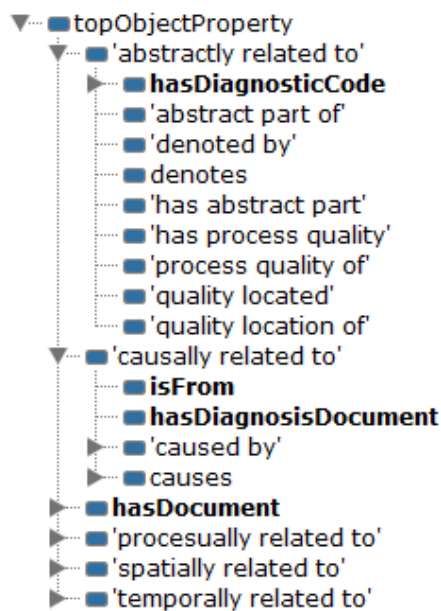 topObjectProperty
'abstractly related to'
hasDiagnosticCode
'abstract part of'
'denoted by'
denotes
'has abstract part'
'has process quality'
'process quality of'
'quality located'
'quality location of'
'causally related to'
isFrom
hasDiagnosisDocument
'caused by'
causes
hasDocument
'procesually related to'
'spatially related to'
'temporally related to'